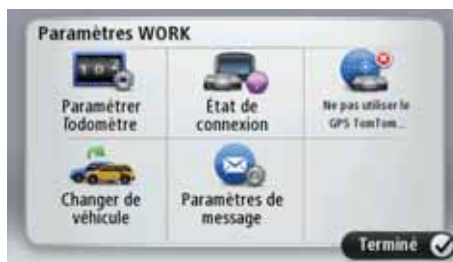 Paramètres WORK
102
Paramétrer
l'odomètre
État de
connexion
Ne pas utiliser le
GPS TomTom...
Changer de
véhicule
Paramètres de
message
Terminé